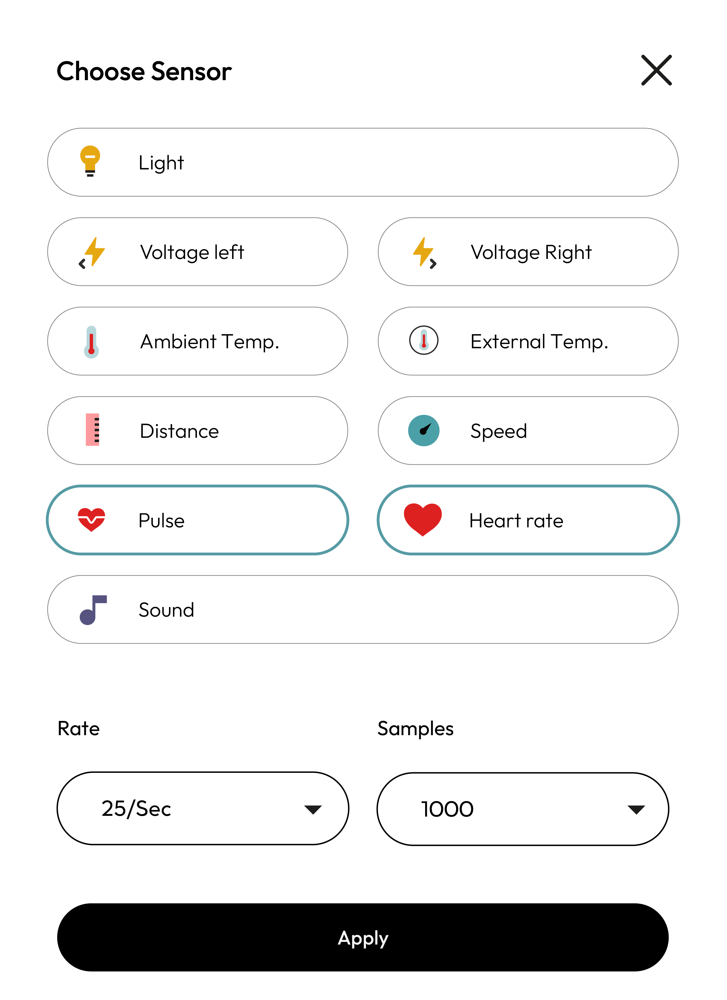 Choose Sensor
Light
Voltage left
Voltage Right
Ambient Temp.
External Temp.
Distance
Speed
Pulse
Heart rate
Sound
Rate
Samples
25/Sec
1000
Apply